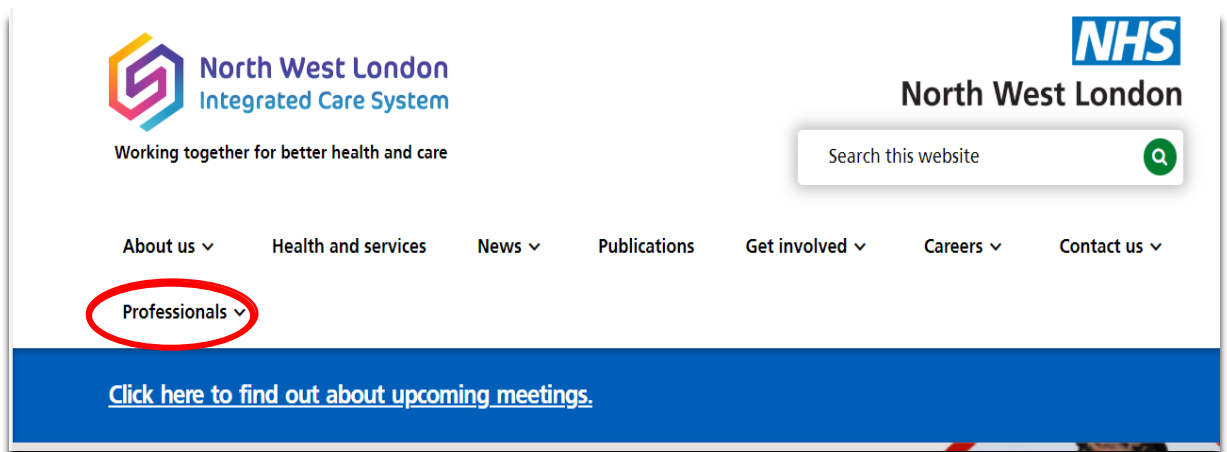 North West London
Integrated Care System
Working together for better health and care
NHS
North West London
Search this website
About us Health and services News Publications Get involved Careers Contact us
Professionals
Click here to find out about upcoming meetings.